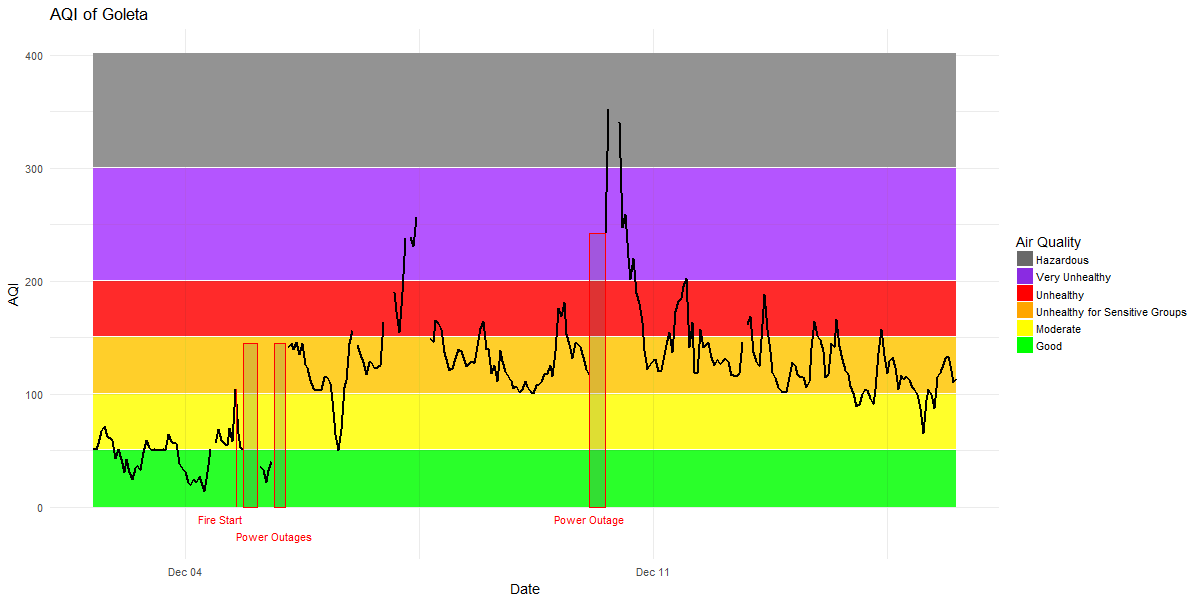 AQI of Goleta
400
300
200
100
0
AQI
Fire Start
Power Outages
Power Outage
Dec 04
Dec 11
Date
Air Quality
Hazardous
Very Unhealthy
Unhealthy
Unhealthy for Sensitive Groups
Moderate
Good